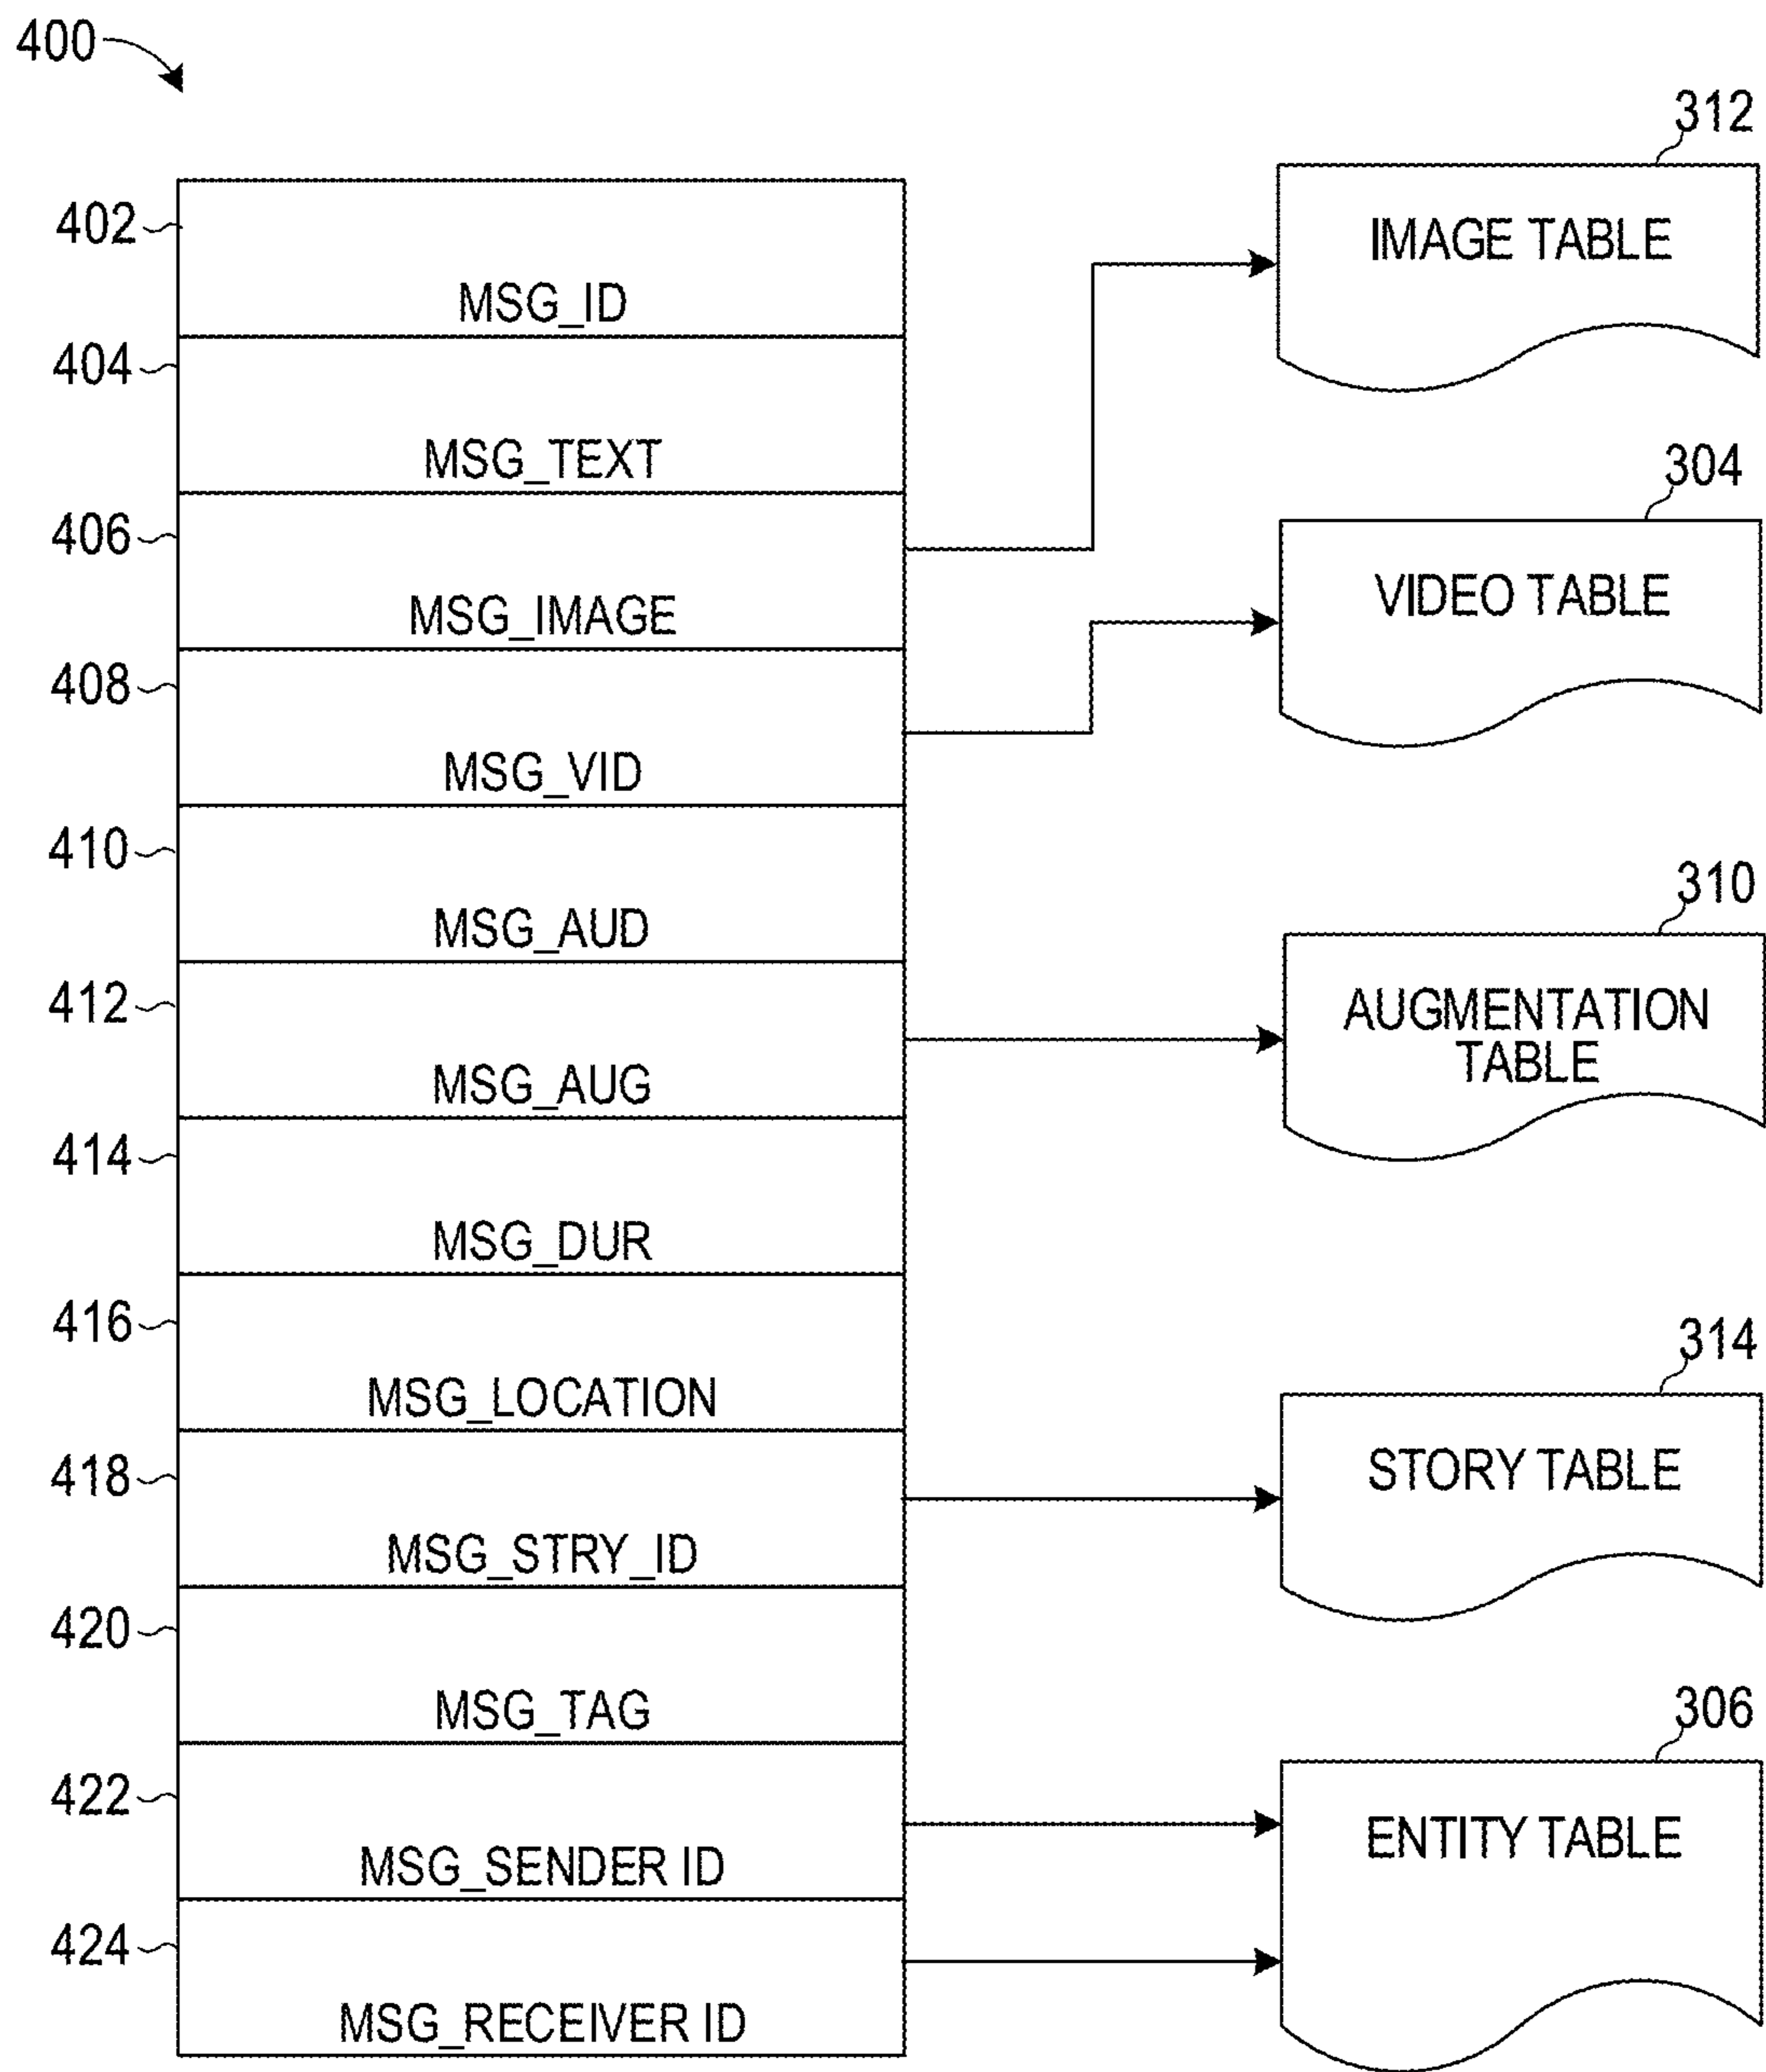 400
312
402
IMAGE TABLE
MSG_ID
404
MSG_TEXT
304
406
VIDEO TABLE
MSG_IMAGE
408
MSG_VID
410
310
MSG_AUD
412
AUGMENTATION
TABLE
MSG_AUG
414
MSG_DUR
416
314
MSG_LOCATION
418
STORY TABLE
MSG_STRY_ID
420
MSG_TAG
306
422
ENTITY TABLE
MSG_SENDER ID
424
MSG_RECEIVER ID